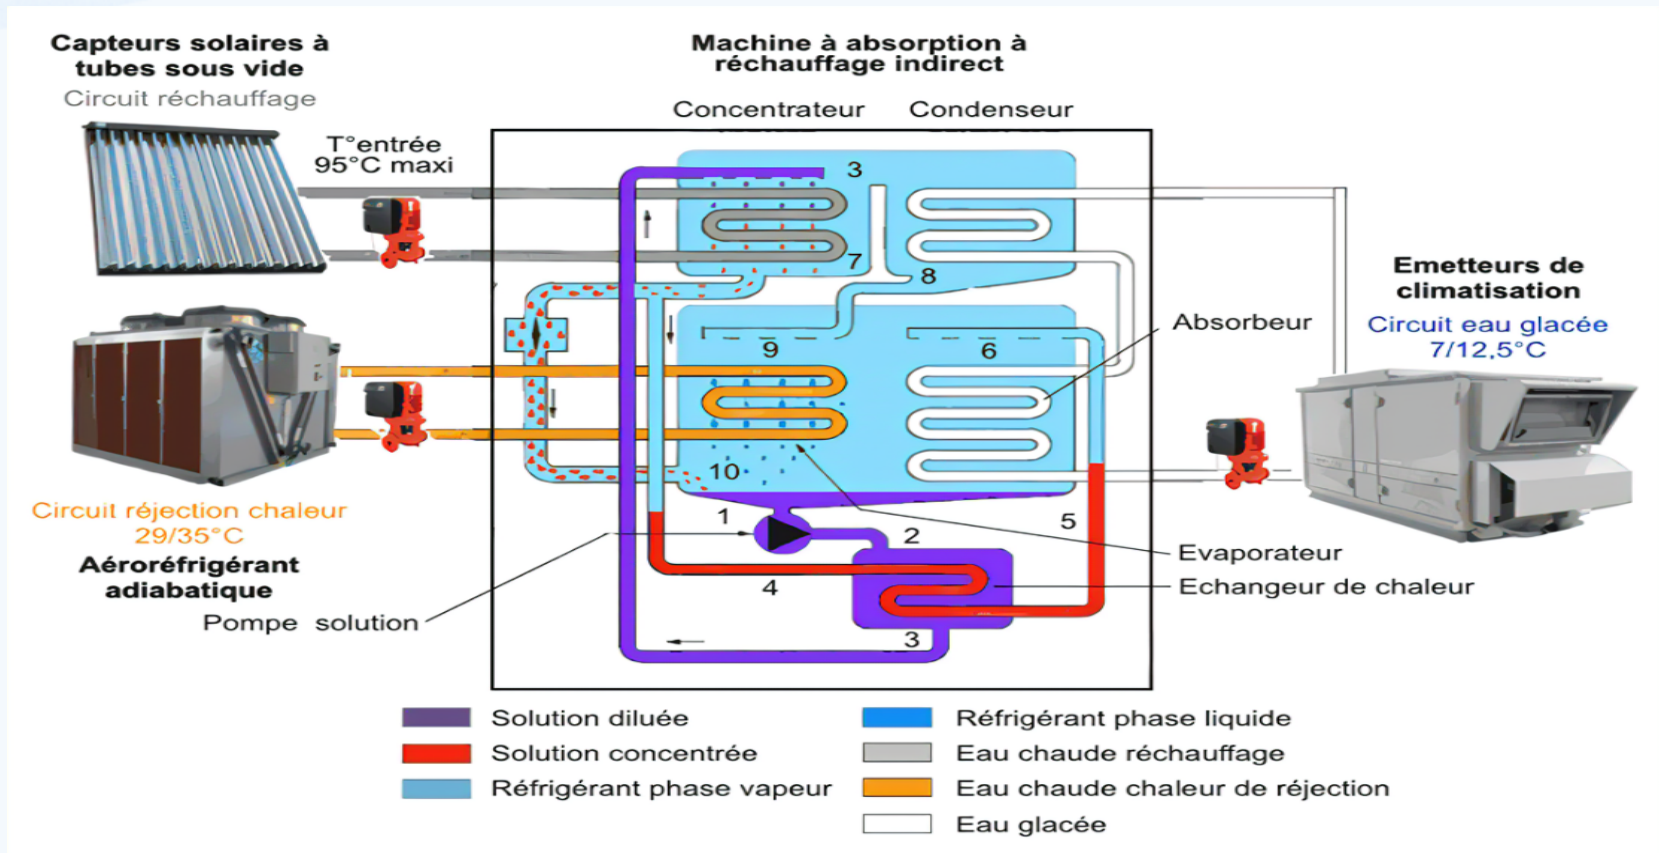 Capteurs solaires à
tubes sous vide
Circuit réchauffage
T°entrée
95°C maxi
Machine à absorption à
réchauffage indirect
Concentrateur
Condenseur
3
7
8
Absorbeur
9
6
10
1
2
5
4
3
Evaporateur
Echangeur de chaleur
Emetteurs de
climatisation
Circuit eau glacée
7/12,5°C
Circuit réjection chaleur
29/35°C
Aéroréfrigérant
adiabatique
Pompe solution
Solution diluée
Solution concentrée
Réfrigérant phase vapeur
Réfrigérant phase liquide
Eau chaude réchauffage
Eau chaude chaleur de réjection
Eau glacée